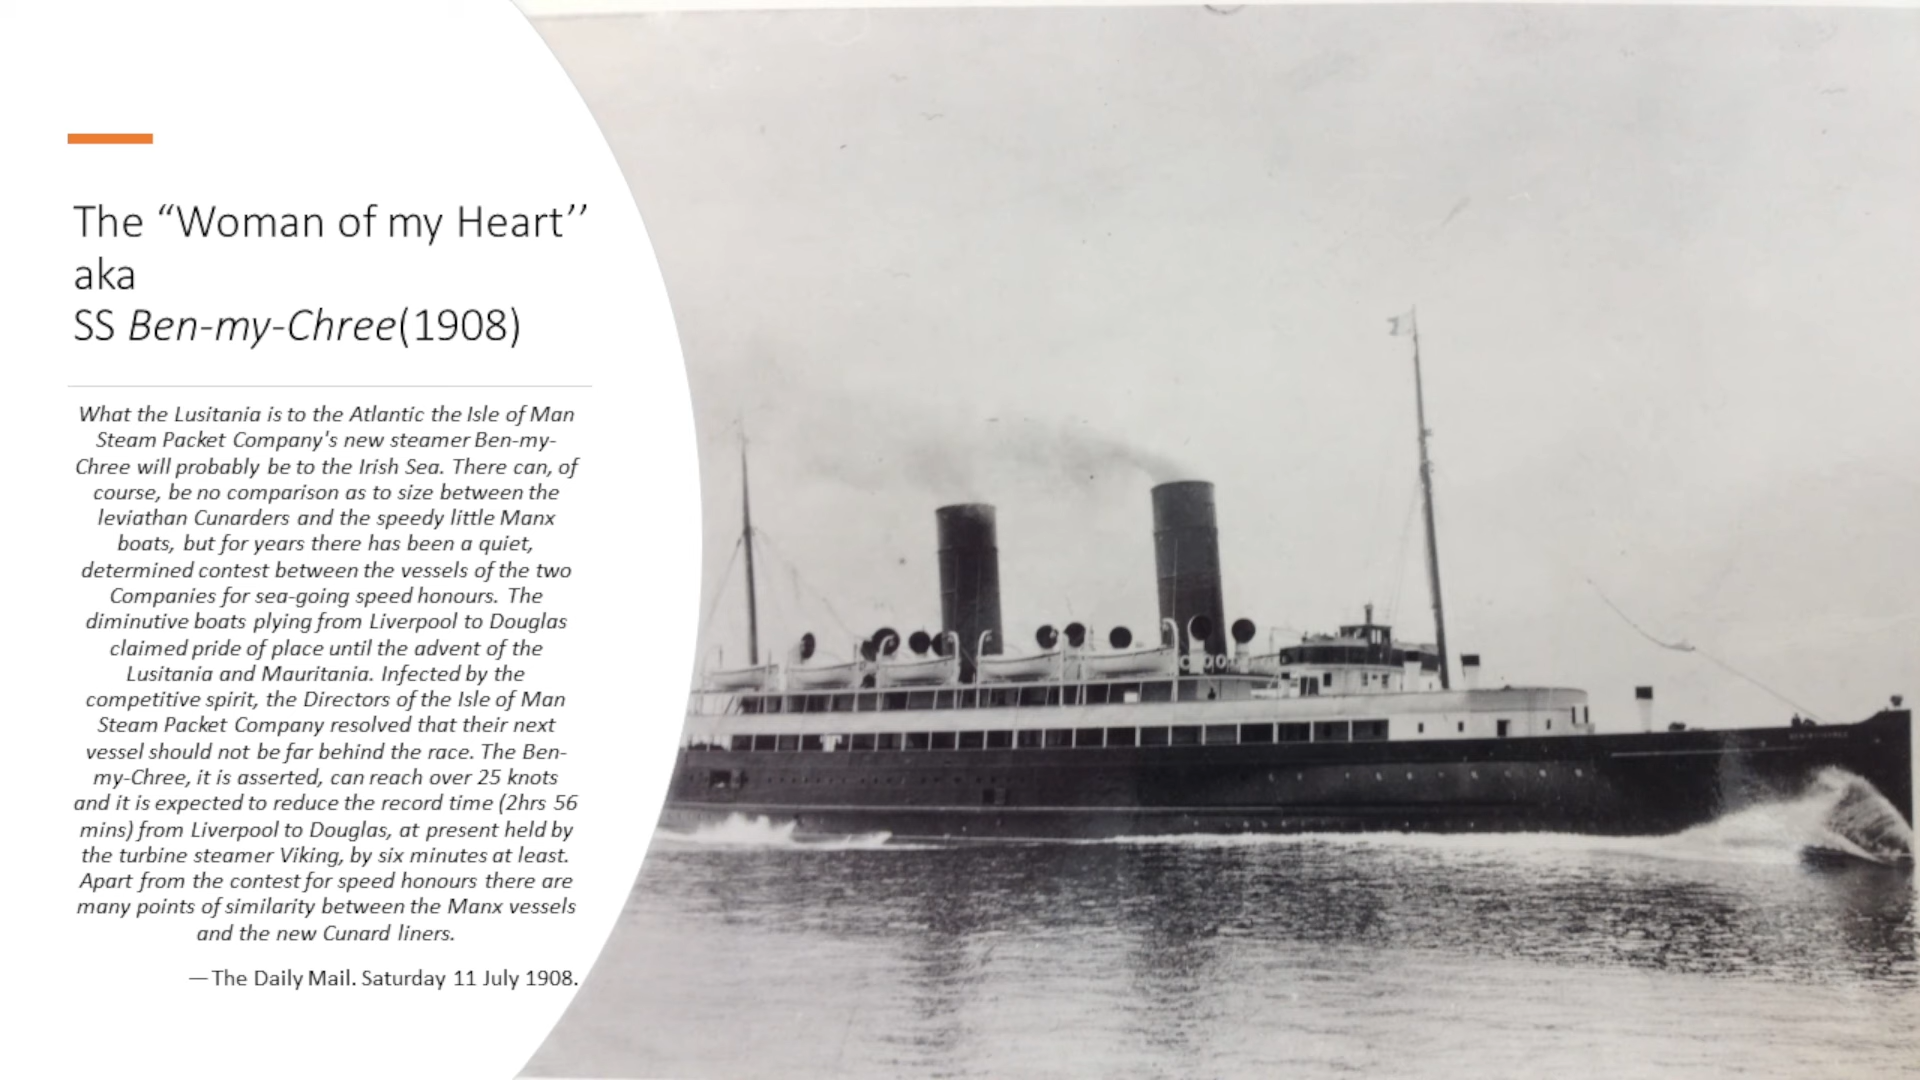 The “Woman of my Heart’’
aka
SS Ben-my-Chree(1908)
What the Lusitania is to the Atlantic the Isle of Man
Steam Packet Company's new steamer Ben-my-
Chree will probably be to the Irish Sea. There can, of
course, be no comparison as to size between the
leviathan Cunarders and the speedy little Manx
boats, but for years there has been a quiet,
determined contest between the vessels of the two
Companies for sea-going speed honours. The
diminutive boats plying from Liverpool to Douglas
claimed pride of place until the advent of the
Lusitania and Mauritania. Infected by the
competitive spirit, the Directors of the Isle of Man
Steam Packet Company resolved that their next
vessel should not be far behind the race. The Ben-
my-Chree, it is asserted, can reach over 25 knots
and it is expected to reduce the record time (2hrs 56
mins) from Liverpool to Douglas, at present held by
the turbine steamer Viking, by six minutes at least.
Apart from the contest for speed honours there are
many points of similarity between the Manx vessels
and the new Cunard liners.
—The Daily Mail. Saturday 11 July 1908.